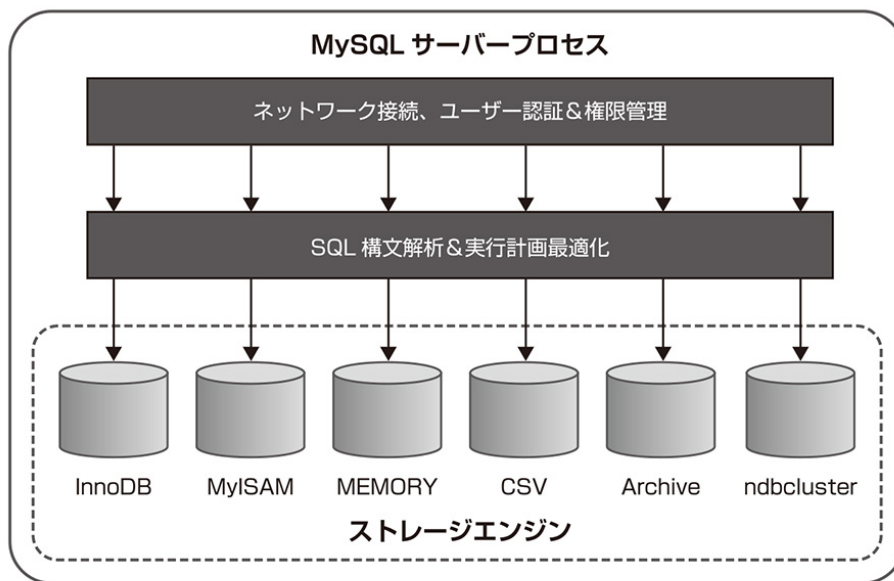 MySQL サーバープロセス
ネットワーク接続、ユーザー認証＆権限管理
SQL 構文解析＆実行計画最適化
InnoDB
MyISAM
MEMORY
CSV
Archive
ndbcluster
ストレージエンジン